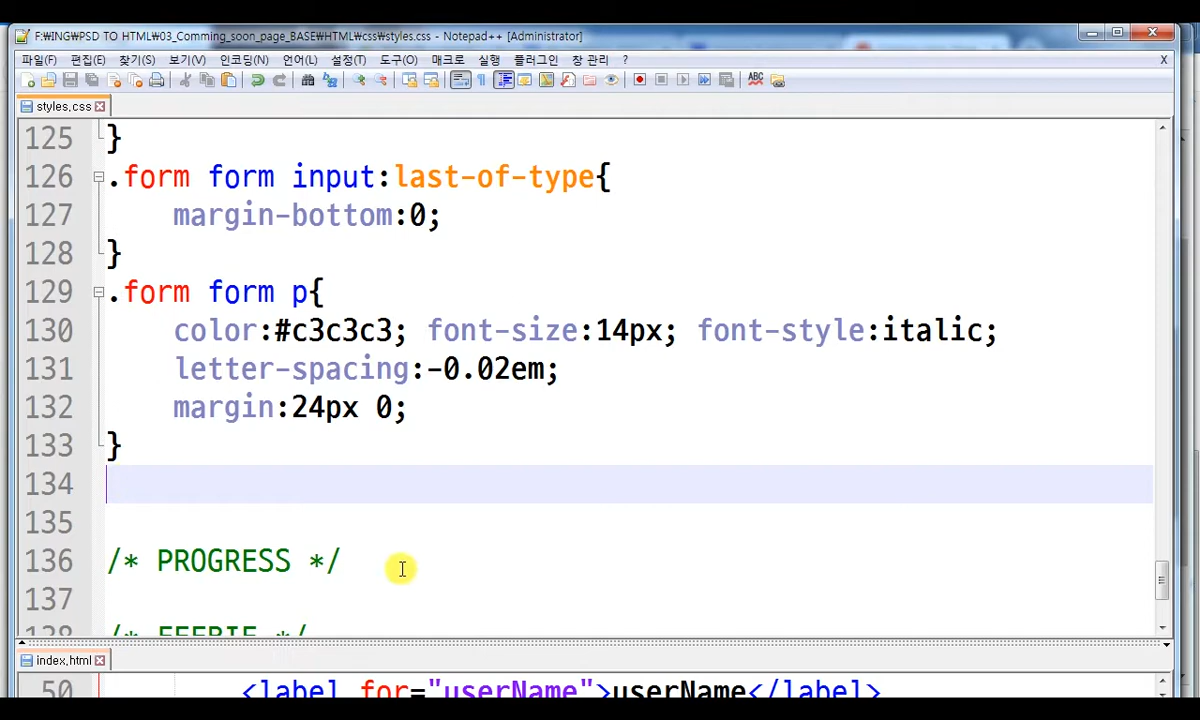 F:₩ING₩PSD TO HTML₩03_Comming_soon_page_BASE₩HTML₩css₩styles.css - Notepad++ [Administrator]
파일(F) 편집(E) 찾기(S) 보기(V) 인코딩(N) 언어(L) 설정(T) 도구(O) 매크로 실행 플러그인 창 관리 ? X
ABC
styles.css
125 }
126 .form form input:last-of-type{
127 margin-bottom:0;
128 }
129 .form form p{
130 color:#c3c3c3; font-size:14px; font-style:italic;
131 letter-spacing:-0.02em;
132 margin:24px 0;
133 }
134
135
136 /* PROGRESS */
137
138 /* FEEBIE */
index.html
50 <label for="userName">userName</label>